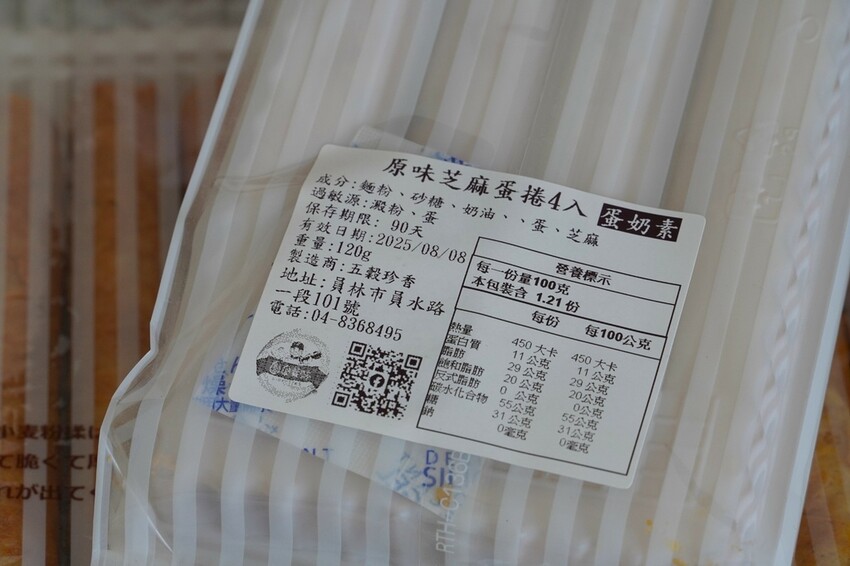 原味芝麻蛋捲4入 蛋奶素
成分:麵粉、砂糖、奶油、、蛋、芝麻
過敏源:澱粉、蛋
保存期限: 90天
有效日期:2025/08/08
重量:120g
製造商:五穀珍香
地址:員林市員水路
一段101號
電話:04-8368495
營養標示
每一份量100克
本包裝含 1.21 份
每份 每100公克
熱量 450 大卡 450 大卡
蛋白質 11 公克 11 公克
脂肪 29 公克 29 公克
飽和脂肪 20 公克 20公克
反式脂肪 0 公克 0公克
碳水化合物 55公克 55公克
糖 31 公克 31公克
鈉 0毫克 0毫克
RTH-C-1368